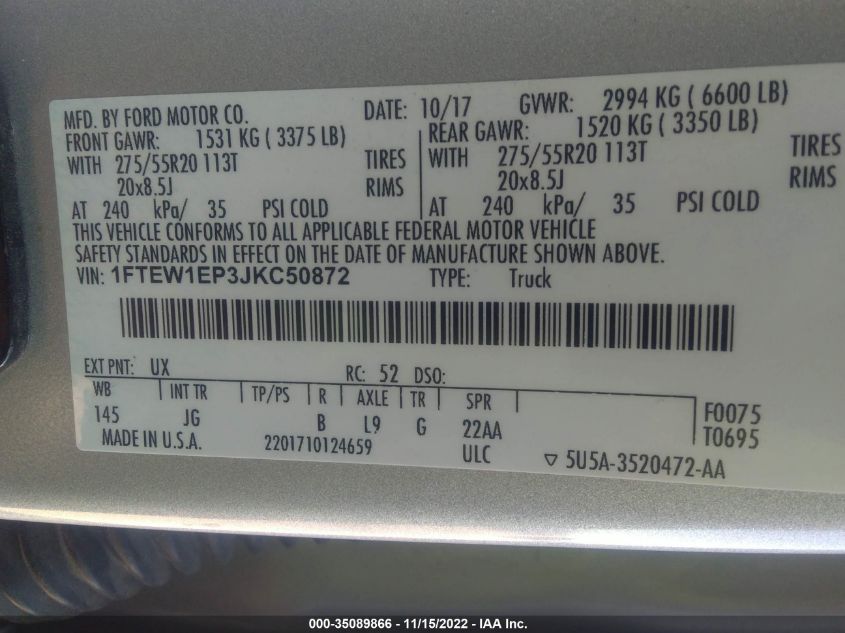 MFD. BY FORD MOTOR CO. DATE: 10/17 GVWR: 2994 KG ( 6600 LB)
FRONT GAWR: 1531 KG ( 3375 LB) REAR GAWR: 1520 KG ( 3350 LB)
WITH 275/55R20 113T TIRES WITH 275/55R20 113T TIRES
20x8.5J RIMS 20x8.5J RIMS
AT 240 kPa/ 35 PSI COLD AT 240 kPa/ 35 PSI COLD
THIS VEHICLE CONFORMS TO ALL APPLICABLE FEDERAL MOTOR VEHICLE
SAFETY STANDARDS IN EFFECT ON THE DATE OF MANUFACTURE SHOWN ABOVE.
VIN: 1FTEW1EP3JKC50872 TYPE: Truck
EXT PNT: UX RC: 52 DSO:
WB INT TR TP/PS R AXLE TR SPR
145 JG B L9 G 22AA
F0075
T0695
MADE IN U.S.A. 2201710124659 ULC ▽ 5U5A-3520472-AA
000-35089866 - 11/15/2022 - IAA Inc.